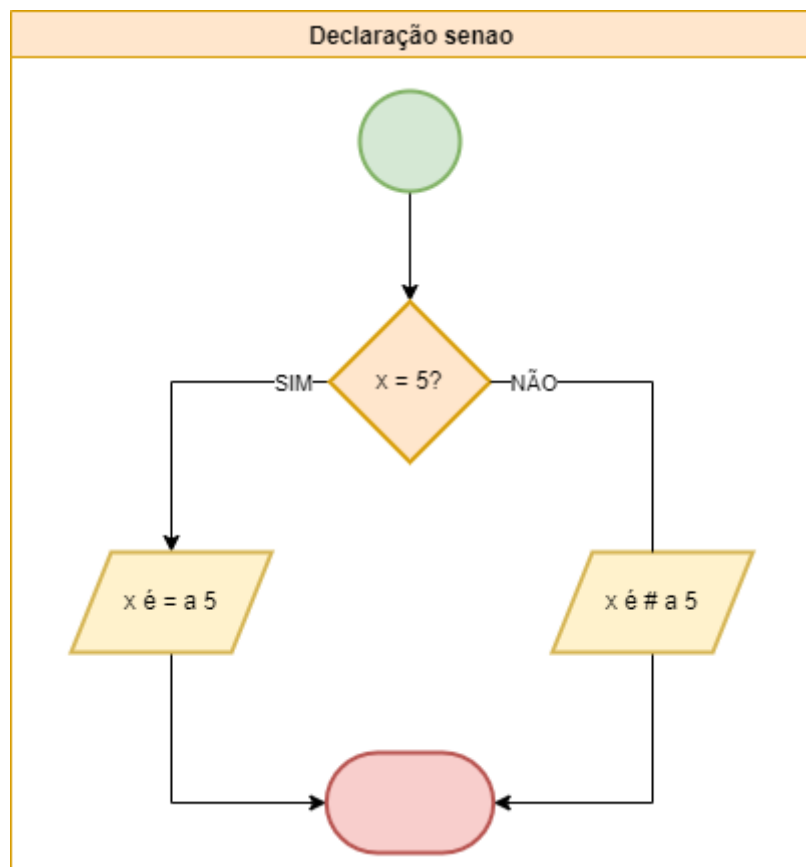 Declaração senao
x = 5?
SIM
NÃO
x é = a 5
x é # a 5